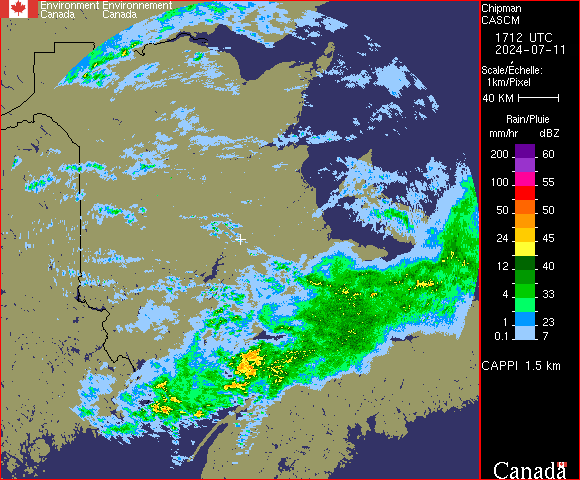 Environment Environnement
Canada Canada
Chipman
CASCM
1712 UTC
2024-07-11
Scale/Échelle:
1km/Pixel
40 KM
Rain/Pluie
mm/hr dBZ
200 60
100 55
50 50
24 45
12 40
4 33
1 23
0.1 7
CAPPI 1.5 km
Canada